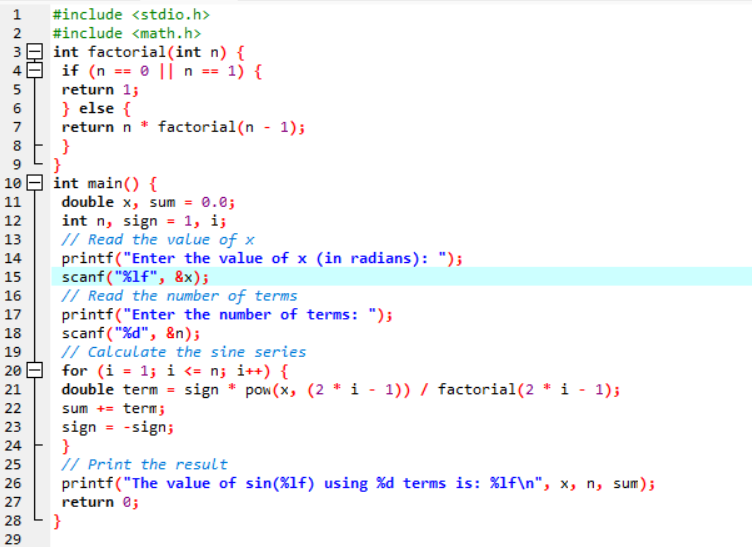 1 #include <stdio.h>
2 #include <math.h>
3 int factorial(int n) {
4 if (n == 0 || n == 1) {
5 return 1;
6 } else {
7 return n * factorial(n - 1);
8 }
9 }
10 int main() {
11 double x, sum = 0.0;
12 int n, sign = 1, i;
13 // Read the value of x
14 printf("Enter the value of x (in radians): ");
15 scanf("%lf", &x);
16 // Read the number of terms
17 printf("Enter the number of terms: ");
18 scanf("%d", &n);
19 // Calculate the sine series
20 for (i = 1; i <= n; i++) {
21 double term = sign * pow(x, (2 * i - 1)) / factorial(2 * i - 1);
22 sum += term;
23 sign = -sign;
24 }
25 // Print the result
26 printf("The value of sin(%lf) using %d terms is: %lf\n", x, n, sum);
27 return 0;
28 }
29